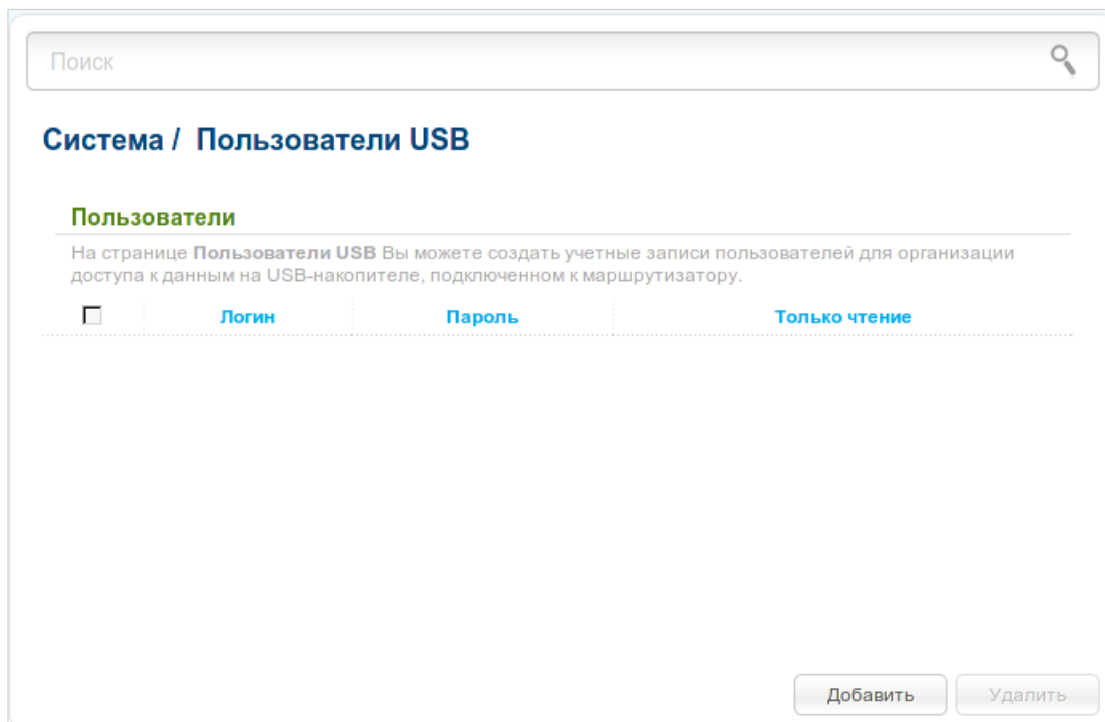 Поиск
Система / Пользователи USB
Пользователи
На странице Пользователи USB Вы можете создать учетные записи пользователей для организации
доступа к данным на USB-накопителе, подключенном к маршрутизатору.
Логин Пароль Только чтение
Добавить Удалить